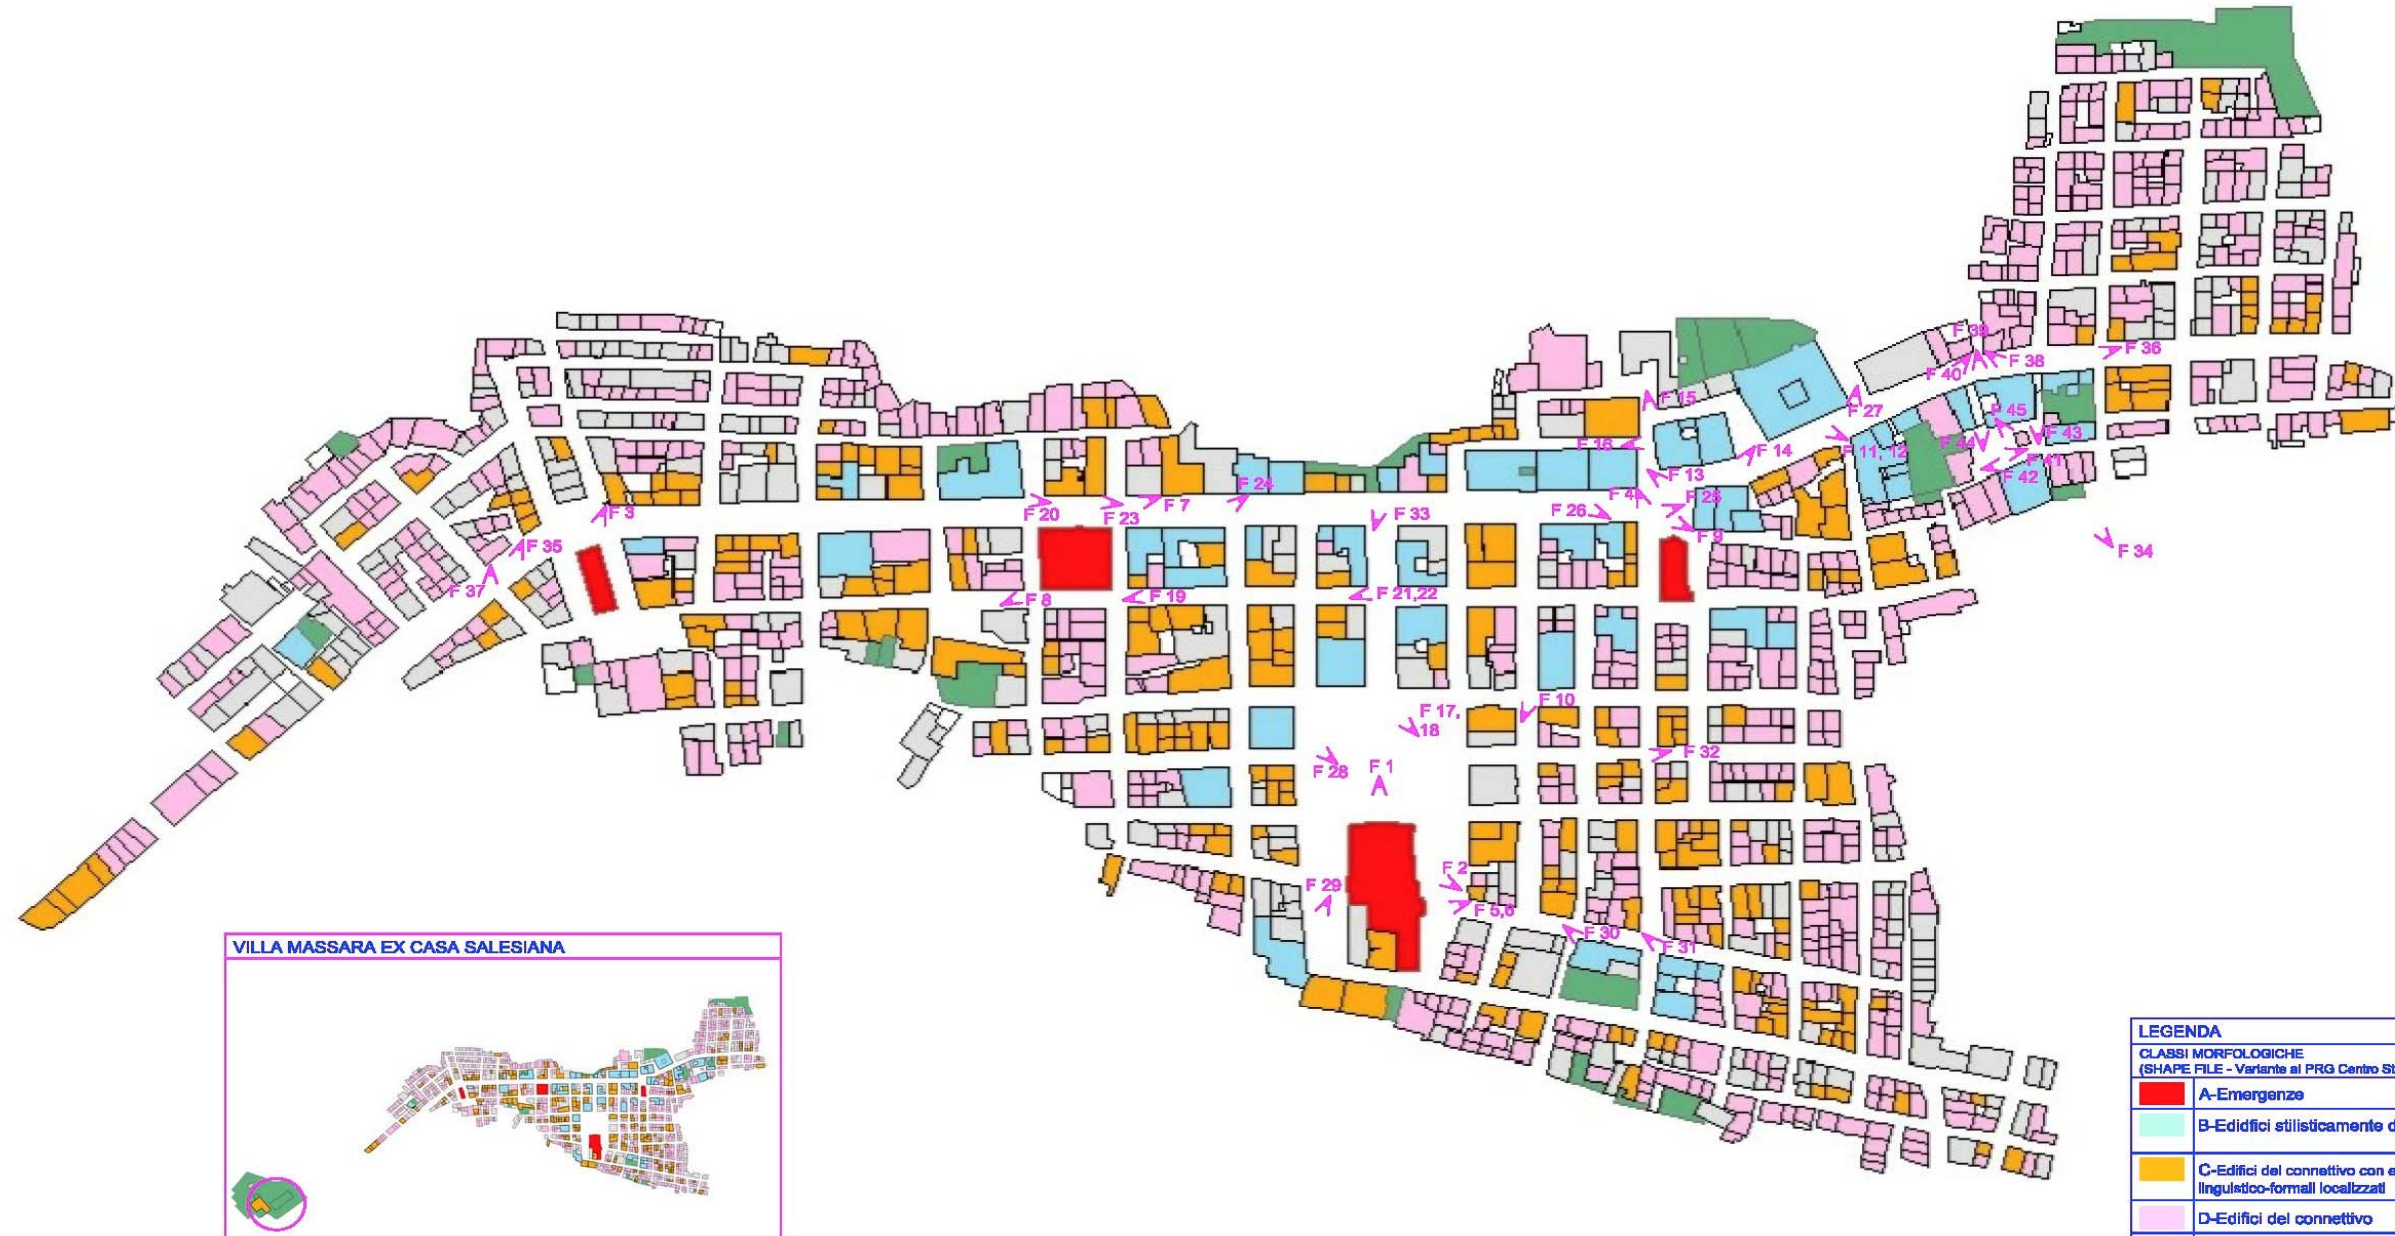 F 39
F 36
F 38
F 40
F 15
F 27
F 45
F 16
F 14
F 11, 12
F 44
F 43
F 41
F 13
F 42
F 24
F 4
F 25
F 20
F 23
F 7
F 3
F 33
F 26
F 9
F 35
F 34
F 37
F 8
F 19
F 21,22
F 10
F 17,
18
F 32
F 28
F 1
F 2
F 29
F 5,6
F 30
F 31
VILLA MASSARA EX CASA SALESIANA
LEGENDA
CLASSI MORFOLOGICHE
(SHAPE FILE - Variante al PRG Centro
A-Emergenze
B-Edidfici stilisticamente
C-Edifici del connettivo con
linguistico-formali localizzati
D-Edifici del connettivo